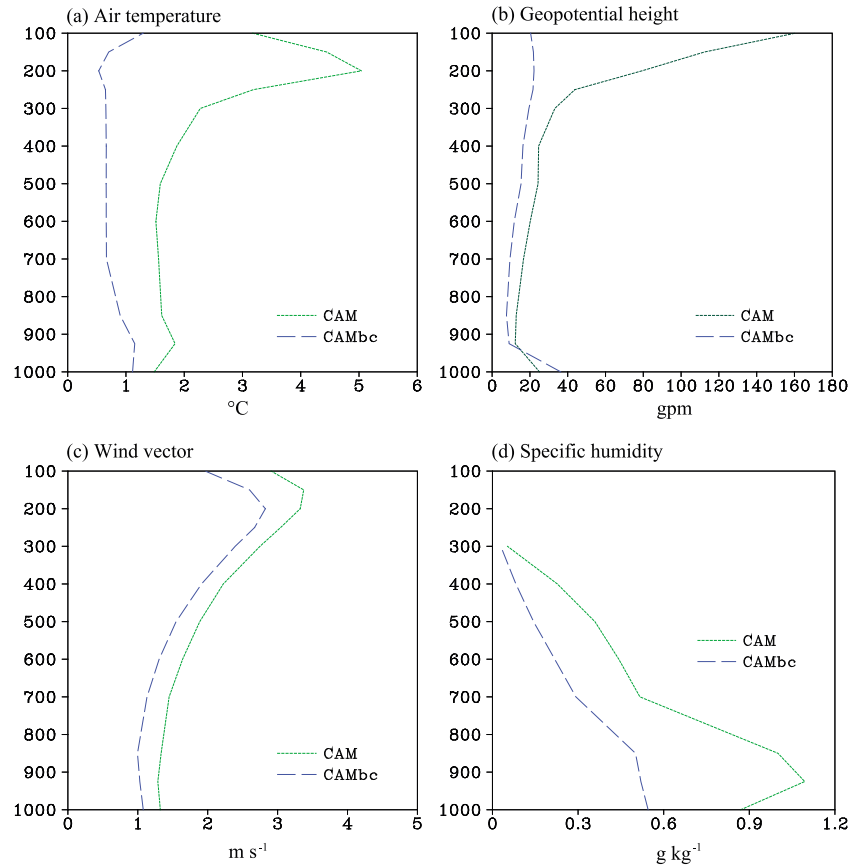 (a) Air temperature
100
200
300
400
500
600
700
800
900
1000
0 1 2 3 4 5 6
°C
CAM
CAMbc
(b) Geopotential height
100
200
300
400
500
600
700
800
900
1000
0 20 40 60 80 100 120 140 160 180
gpm
CAM
CAMbc
(c) Wind vector
100
200
300
400
500
600
700
800
900
1000
0 1 2 3 4 5
m s⁻¹
CAM
CAMbc
(d) Specific humidity
100
200
300
400
500
600
700
800
900
1000
0 0.3 0.6 0.9 1.2
g kg⁻¹
CAM
CAMbc